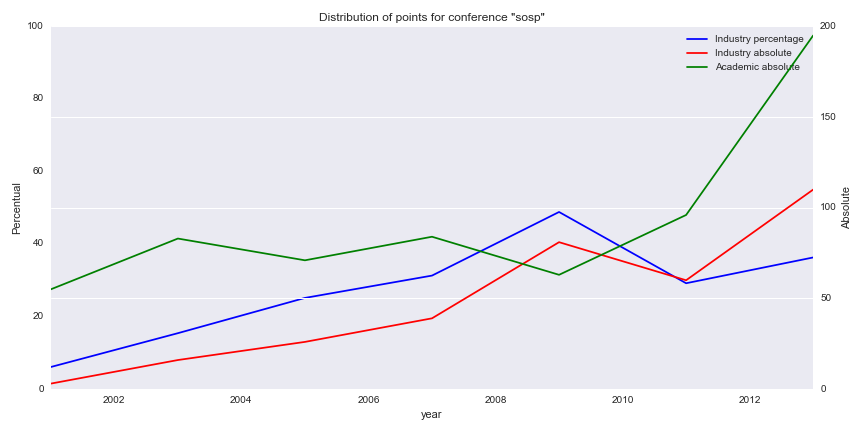 Distribution of points for conference "sosp"
100
80
60
40
20
0
Percentual
200
150
100
50
0
Absolute
Industry percentage
Industry absolute
Academic absolute
2002 2004 2006 2008 2010 2012
year